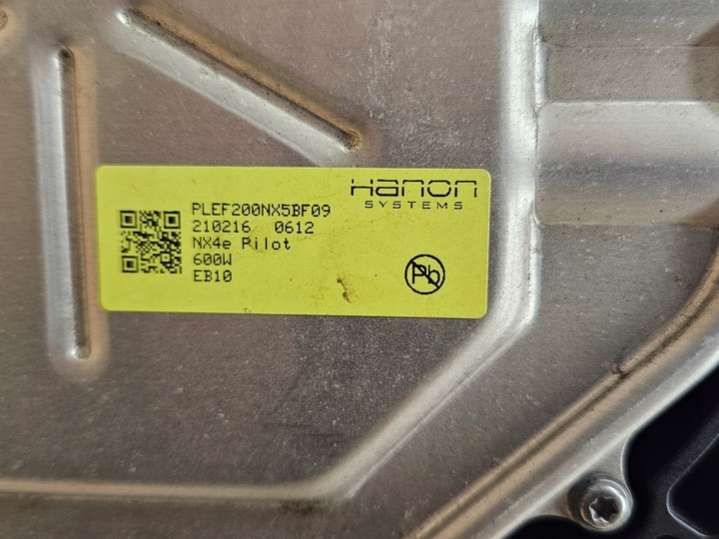 Hanon
SYSTEMS
PLEF200NX5BF09
210216 0612
NX4e Pilot
600W
EB10
Pb